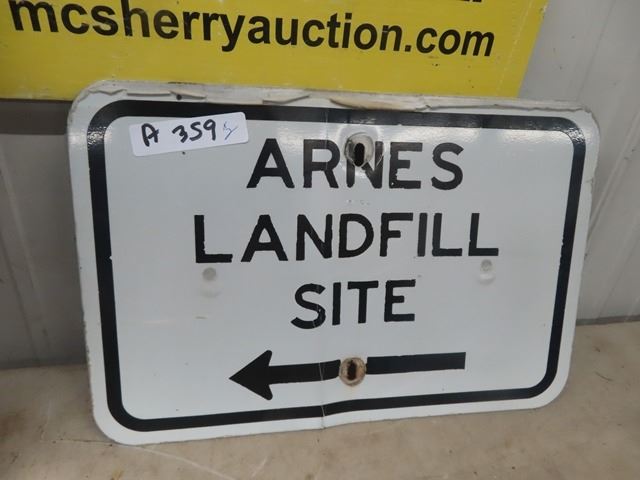 mcsherryauction.com
A 359
ARNES
LANDFILL
SITE